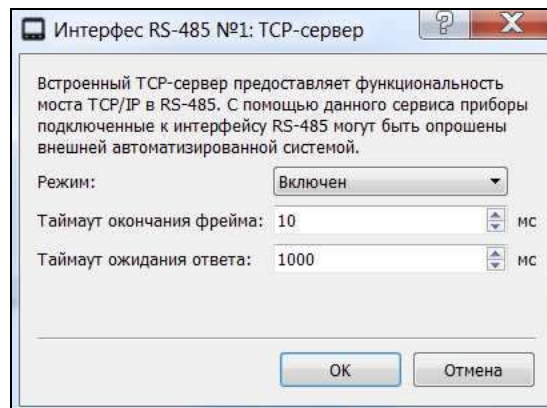 Интерфес RS-485 №1: TCP-сервер
Встроенный TCP-сервер предоставляет функциональность
моста TCP/IP в RS-485. С помощью данного сервиса приборы
подключенные к интерфейсу RS-485 могут быть опрошены
внешней автоматизированной системой.
Режим: Включен
Таймаут окончания фрейма: 10 мс
Таймаут ожидания ответа: 1000 мс
ОК Отмена